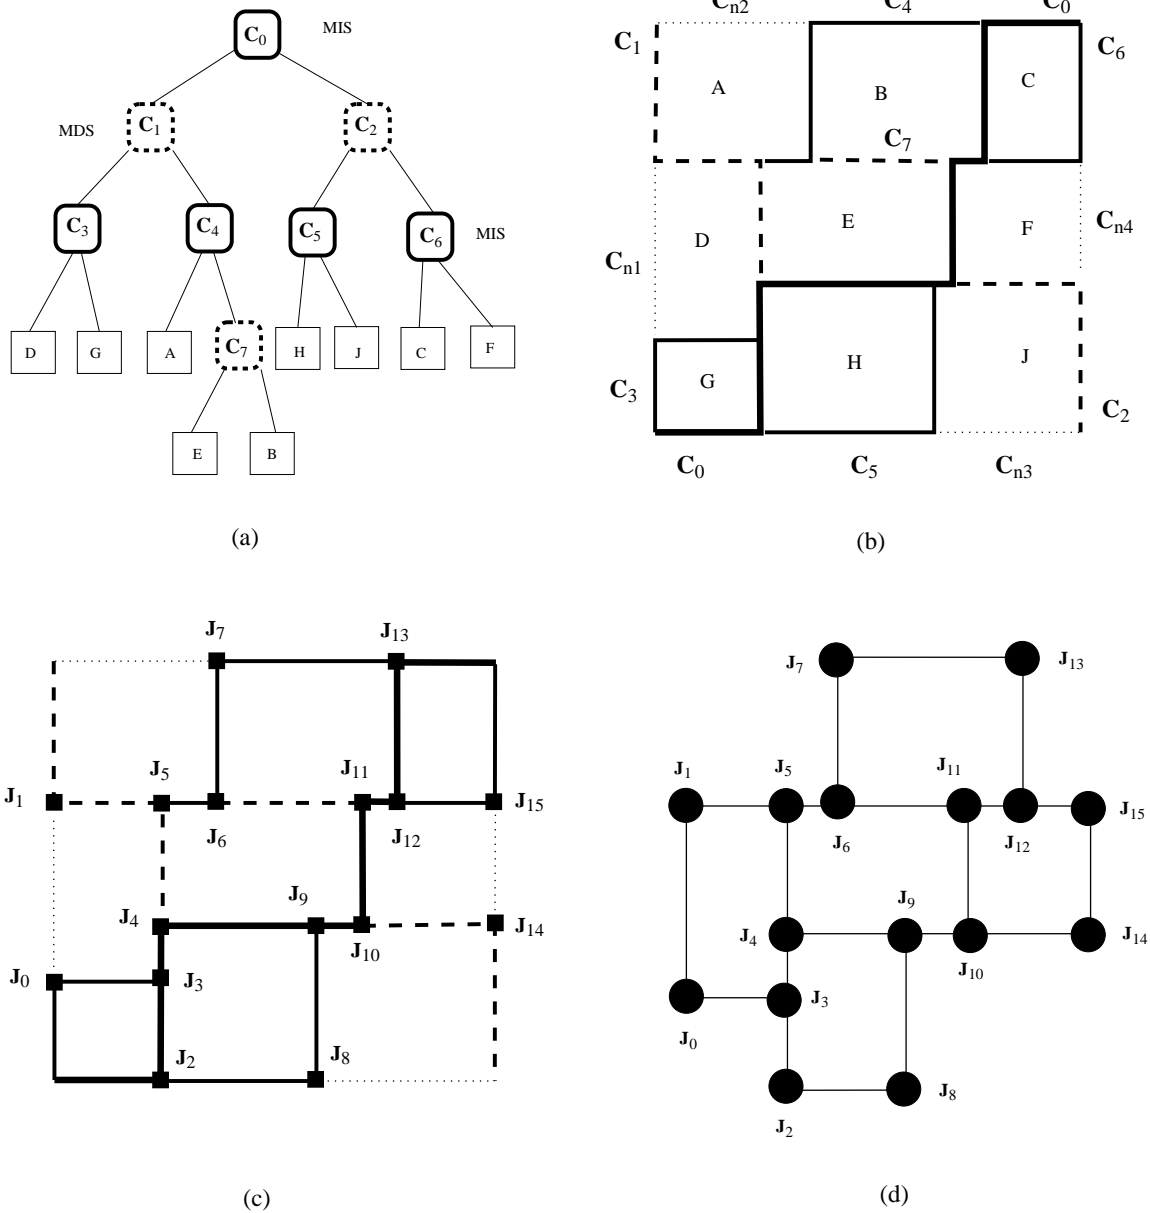 C0 MIS
MDS C1 C2
C3 C4 C5 C6 MIS
D G A C7 H J C F
E B
(a)
Cn2 C4 C0
C1 C6
A B C
C7
D E F Cn4
Cn1
G H J
C3 C2
C0 C5 Cn3
(b)
J7 J13
J5 J11
J1 J15
J6 J12
J4 J9 J14
J10
J0 J3
J2 J8
(c)
J7 J13
J1 J5 J11
J15
J6 J12
J9
J4 J14
J10
J3
J0
J8
J2
(d)